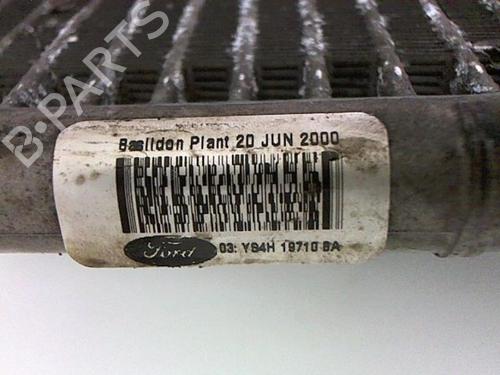 B-PARTS
Basildon Plant 20 JUN 2000
Ford 03: YS4H 19710 BA